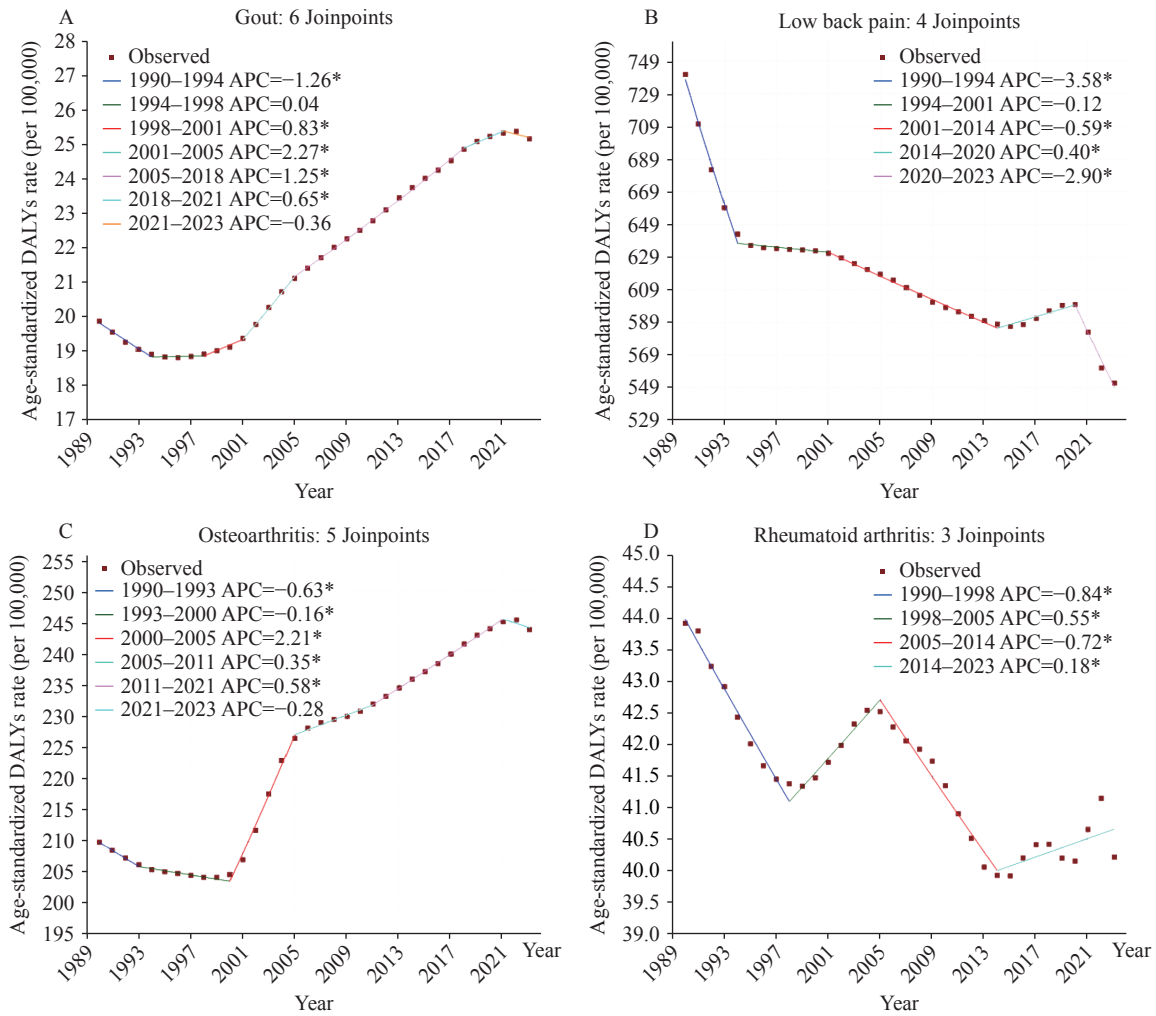 A
Gout: 6 Joinpoints
Age-standardized DALYs rate (per 100,000)
28
27
26
25
24
23
22
21
20
19
18
17
Observed
1990–1994 APC=−1.26*
1994–1998 APC=0.04
1998–2001 APC=0.83*
2001–2005 APC=2.27*
2005–2018 APC=1.25*
2018–2021 APC=0.65*
2021–2023 APC=−0.36
1989 1993 1997 2001 2005 2009 2013 2017 2021
Year
B
Low back pain: 4 Joinpoints
Age-standardized DALYs rate (per 100,000)
749
729
709
689
669
649
629
609
589
569
549
529
Observed
1990–1994 APC=−3.58*
1994–2001 APC=−0.12
2001–2014 APC=−0.59*
2014–2020 APC=0.40*
2020–2023 APC=−2.90*
1989 1993 1997 2001 2005 2009 2013 2017 2021
Year
C
Osteoarthritis: 5 Joinpoints
Age-standardized DALYs rate (per 100,000)
255
250
245
240
235
230
225
220
215
210
205
200
195
Observed
1990–1993 APC=−0.63*
1993–2000 APC=−0.16*
2000–2005 APC=2.21*
2005–2011 APC=0.35*
2011–2021 APC=0.58*
2021–2023 APC=−0.28
1989 1993 1997 2001 2005 2009 2013 2017 2021 Year
Year
D
Rheumatoid arthritis: 3 Joinpoints
Age-standardized DALYs rate (per 100,000)
45.0
44.5
44.0
43.5
43.0
42.5
42.0
41.5
41.0
40.5
40.0
39.5
39.0
Observed
1990–1998 APC=−0.84*
1998–2005 APC=0.55*
2005–2014 APC=−0.72*
2014–2023 APC=0.18*
1989 1993 1997 2001 2005 2009 2013 2017 2021 Year
Year